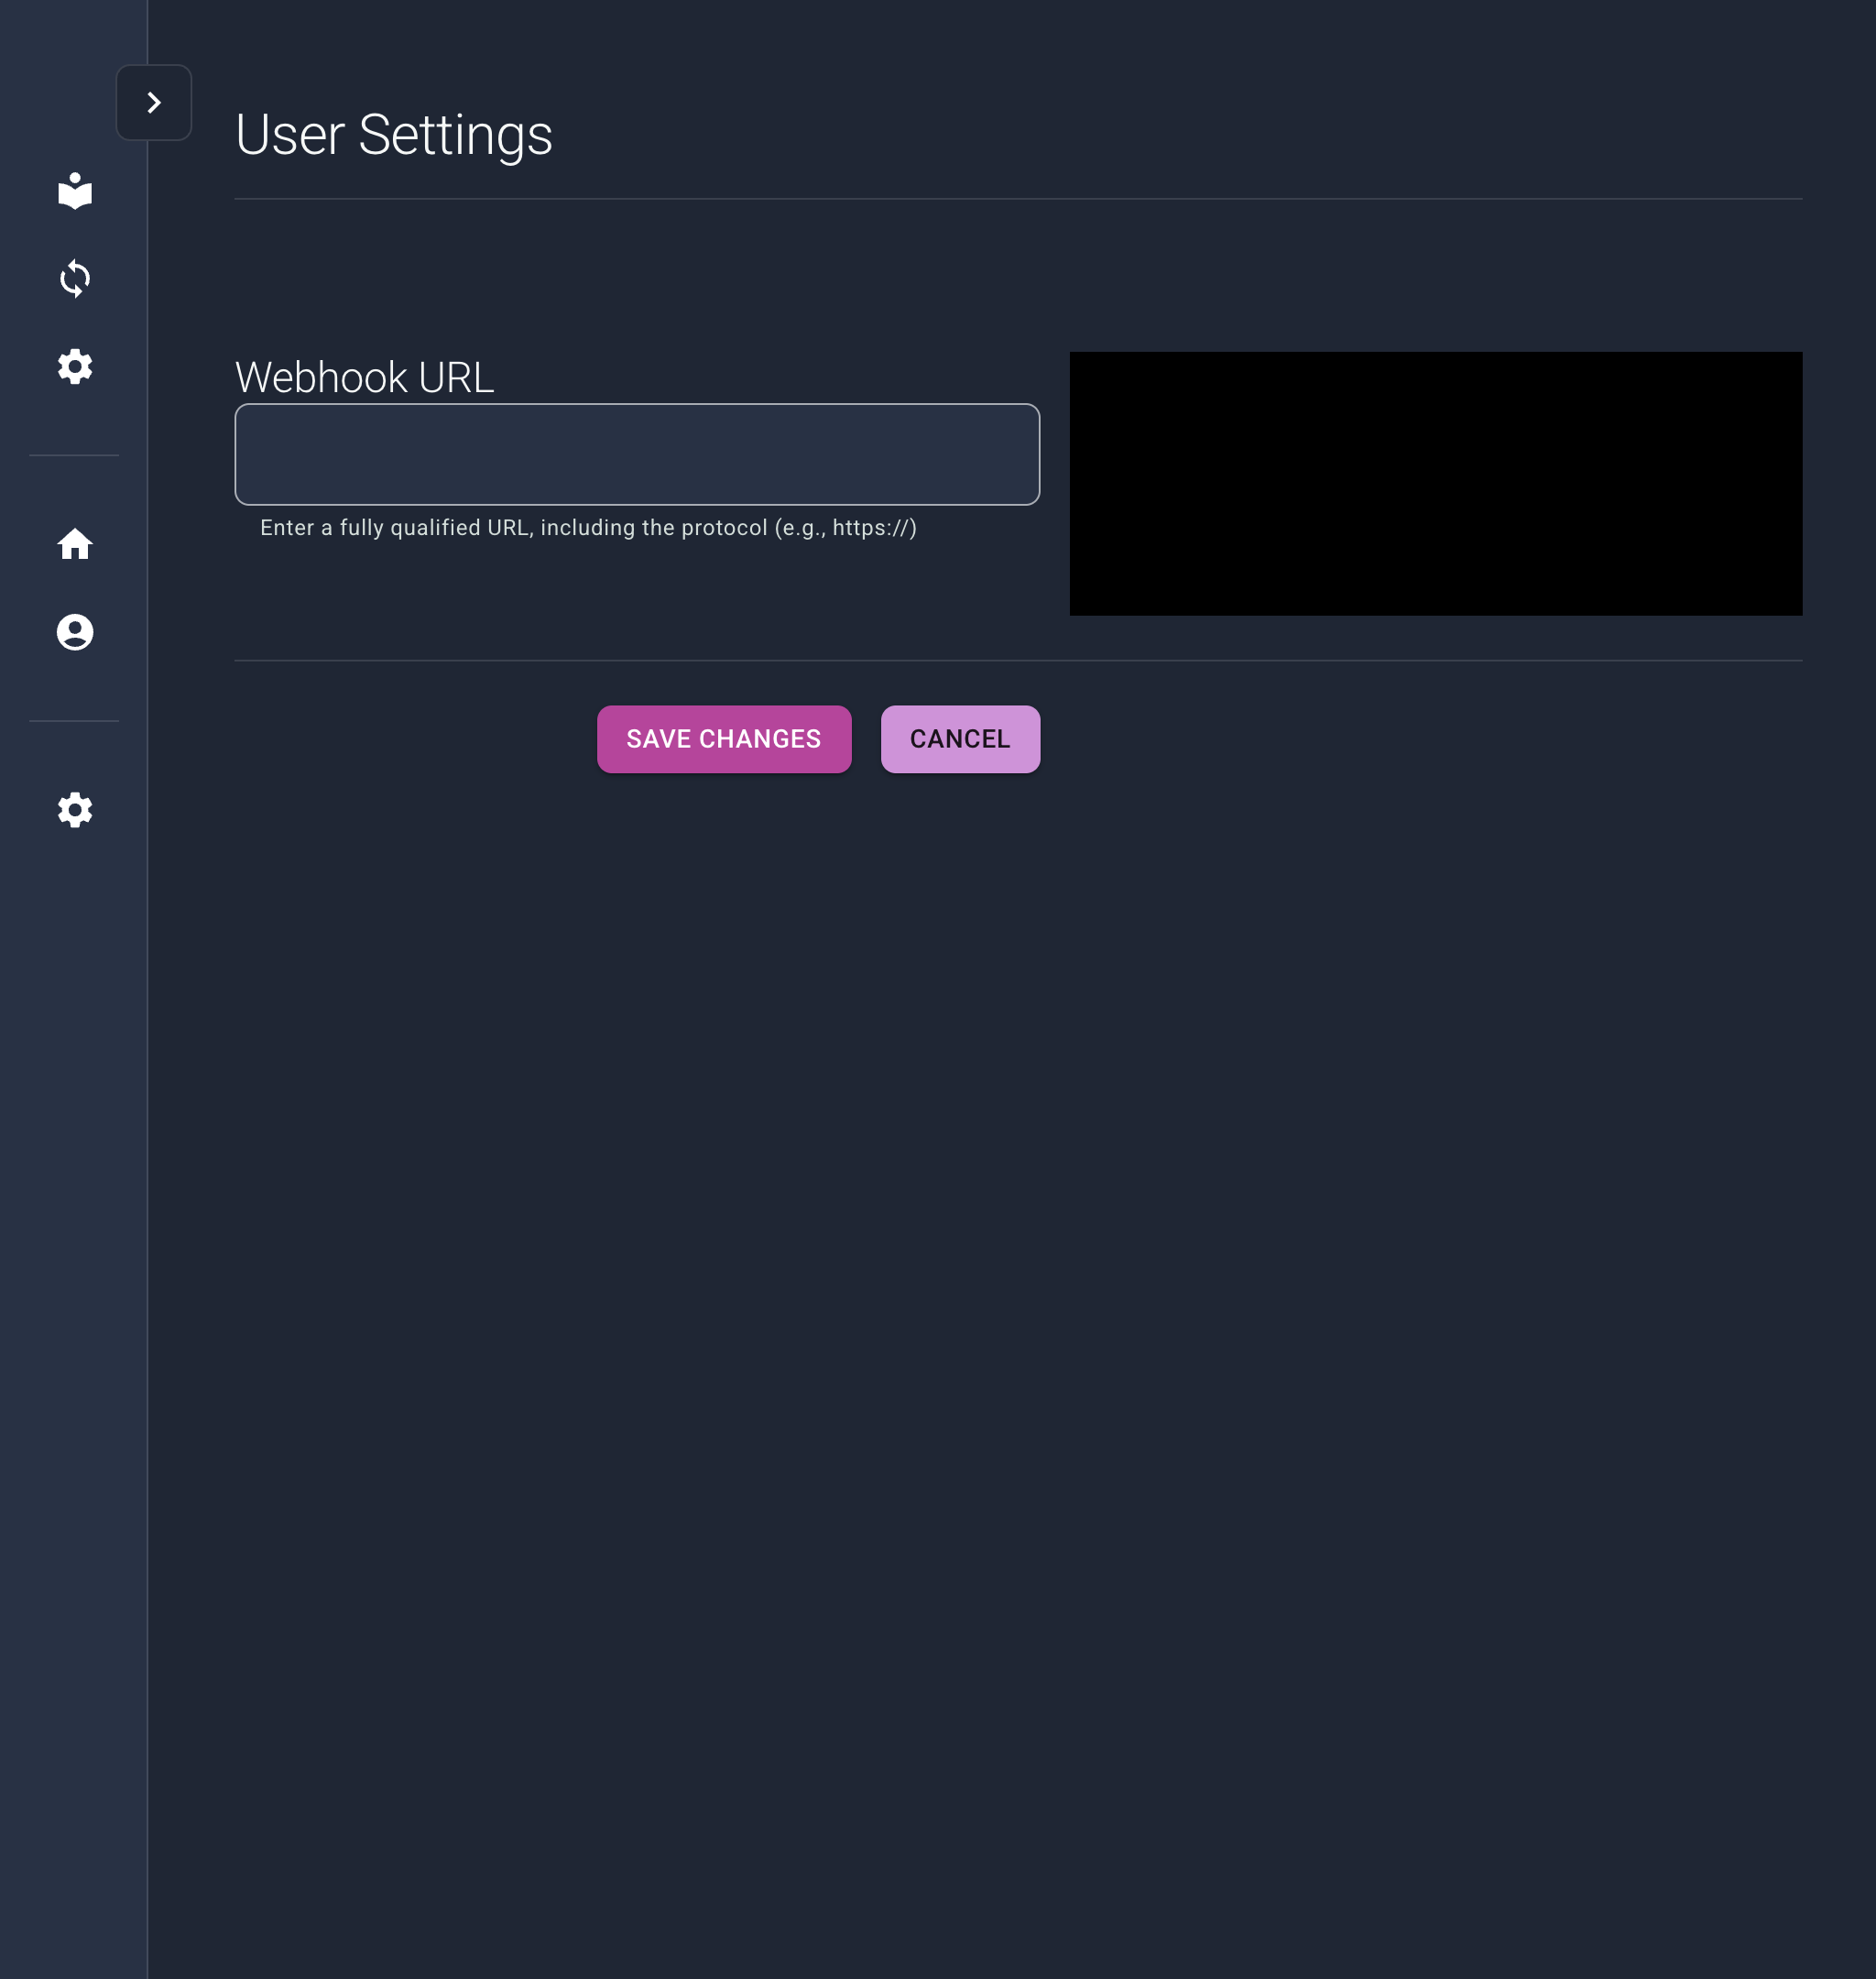 User Settings
Webhook URL
Enter a fully qualified URL, including the protocol (e.g., https://)
SAVE CHANGES
CANCEL